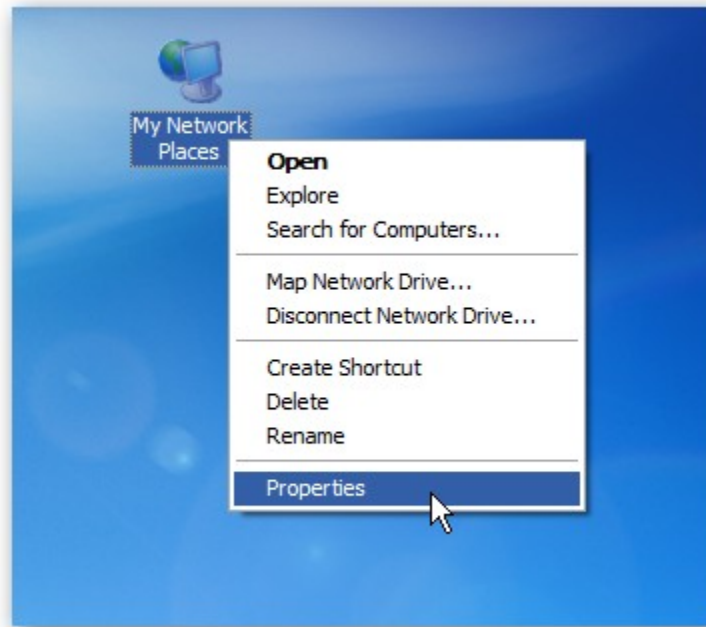 My Network
Places
Open
Explore
Search for Computers...
Map Network Drive...
Disconnect Network Drive...
Create Shortcut
Delete
Rename
Properties